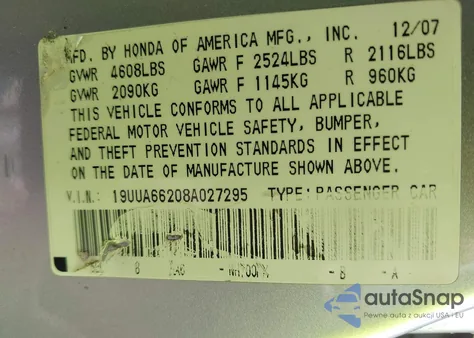 MFD. BY HONDA OF AMERICA MFG., INC. 12/07
GVWR 4608LBS GAWR F 2524LBS R 2116LBS
GVWR 2090KG GAWR F 1145KG R 960KG
THIS VEHICLE CONFORMS TO ALL APPLICABLE
FEDERAL MOTOR VEHICLE SAFETY, BUMPER,
AND THEFT PREVENTION STANDARDS IN EFFECT
ON THE DATE OF MANUFACTURE SHOWN ABOVE.
V.I.N.: 19UUA66208A027295 TYPE:PASSENGER CAR
8 - B - A -
autoSnap
Pewne auta z aukcji USA i EU